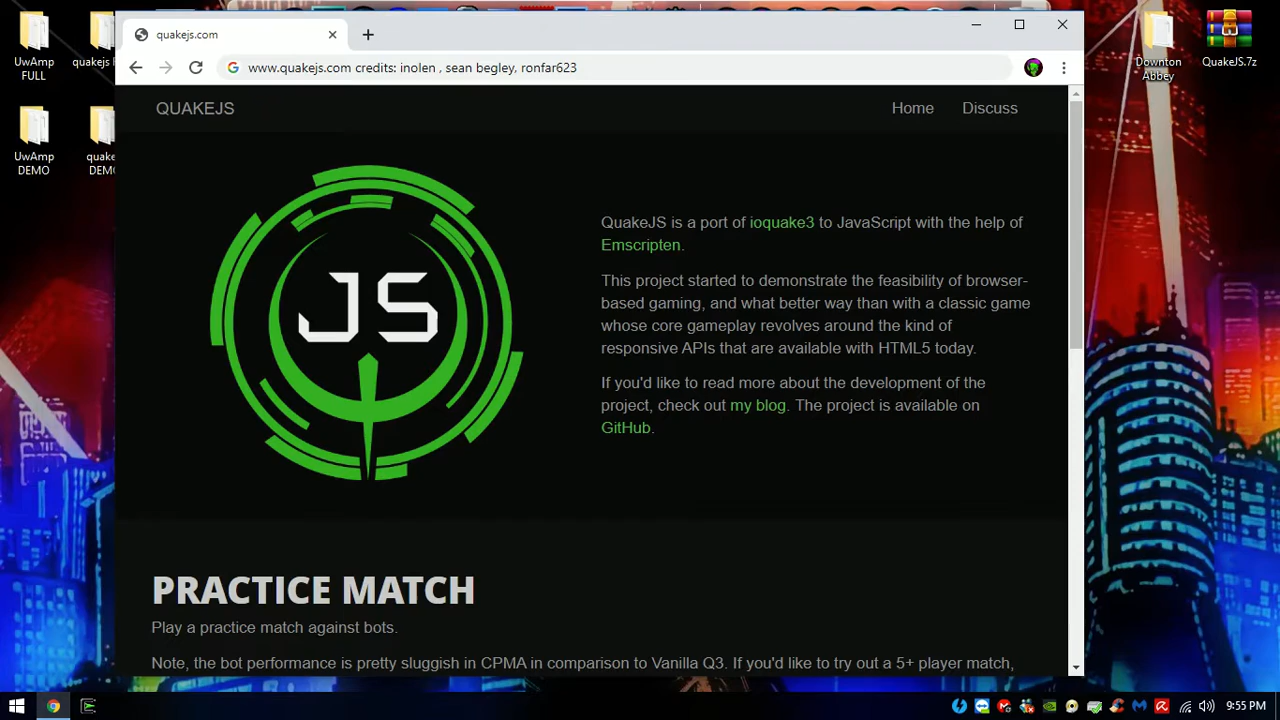 UwAmp
FULL
quakejs
UwAmp
DEMO
quake
DEMO
Downton
Abbey
QuakeJS.7z
quakejs.com
www.quakejs.com credits: inolen, sean begley, ronfar623
QUAKEJS
Home
Discuss
JS
QuakeJS is a port of ioquake3 to JavaScript with the help of
Emscripten.
This project started to demonstrate the feasibility of browser-
based gaming, and what better way than with a classic game
whose core gameplay revolves around the kind of
responsive APIs that are available with HTML5 today.
If you'd like to read more about the development of the
project, check out my blog. The project is available on
GitHub.
PRACTICE MATCH
Play a practice match against bots.
Note, the bot performance is pretty sluggish in CPMA in comparison to Vanilla Q3. If you'd like to try out a 5+ player match,
9:55 PM